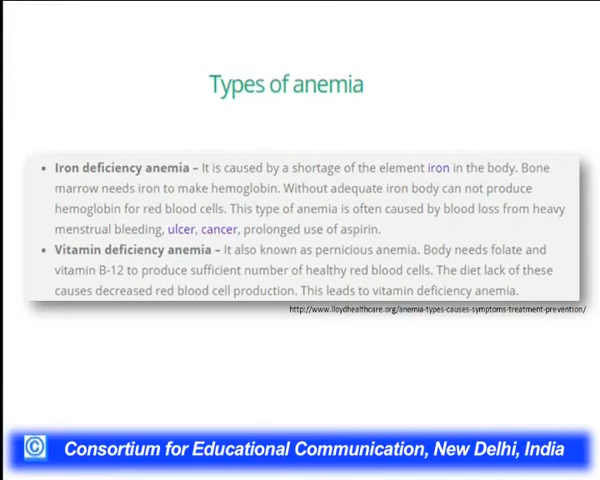 Types of anemia
• Iron deficiency anemia – It is caused by a shortage of the element iron in the body. Bone
marrow needs iron to make hemoglobin. Without adequate iron body can not produce
hemoglobin for red blood cells. This type of anemia is often caused by blood loss from heavy
menstrual bleeding, ulcer, cancer, prolonged use of aspirin.
• Vitamin deficiency anemia – It also known as pernicious anemia. Body needs folate and
vitamin B-12 to produce sufficient number of healthy red blood cells. The diet lack of these
causes decreased red blood cell production. This leads to vitamin deficiency anemia.
http://www.lloydhealthcare.org/anemia-types-causes-symptoms-treatment-prevention/
© Consortium for Educational Communication, New Delhi, India